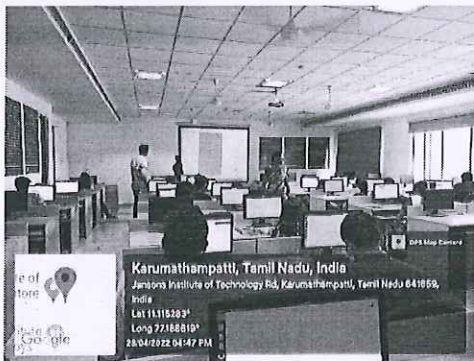 GPS Map Camera
Karumathampatti, Tamil Nadu, India
Jansons Institute of Technology Rd, Karumathampatti, Tamil Nadu 641659,
India
Lat 11.115283°
Long 77.188819°
28/04/2022 04:47 PM
Google